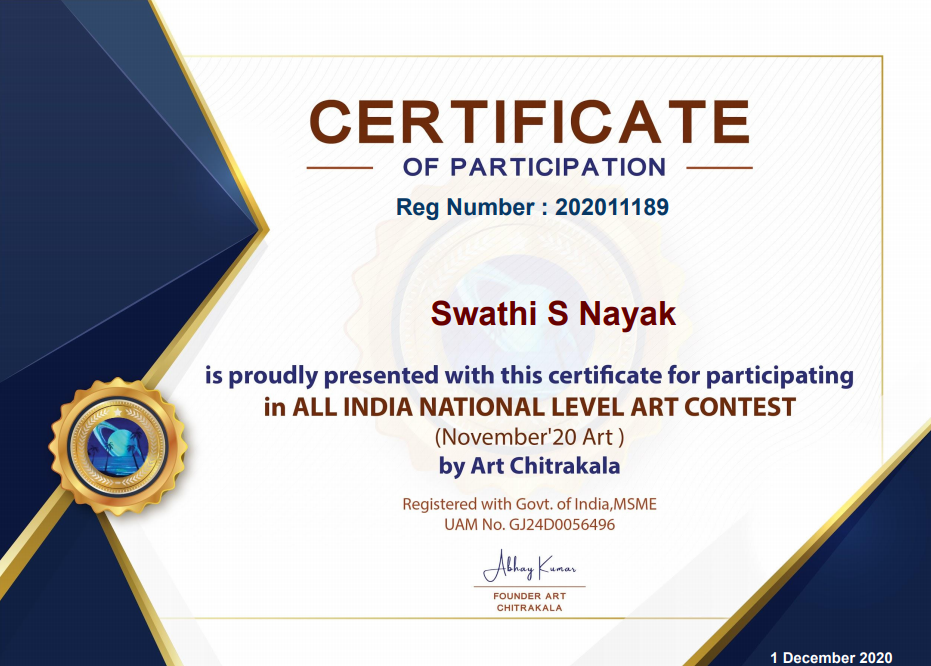 CERTIFICATE
OF PARTICIPATION
Reg Number : 202011189
Swathi S Nayak
is proudly presented with this certificate for participating
in ALL INDIA NATIONAL LEVEL ART CONTEST
(November'20 Art )
by Art Chitrakala
Registered with Govt. of India,MSME
UAM No. GJ24D0056496
Abhay Kumar
FOUNDER ART
CHITRAKALA
1 December 2020